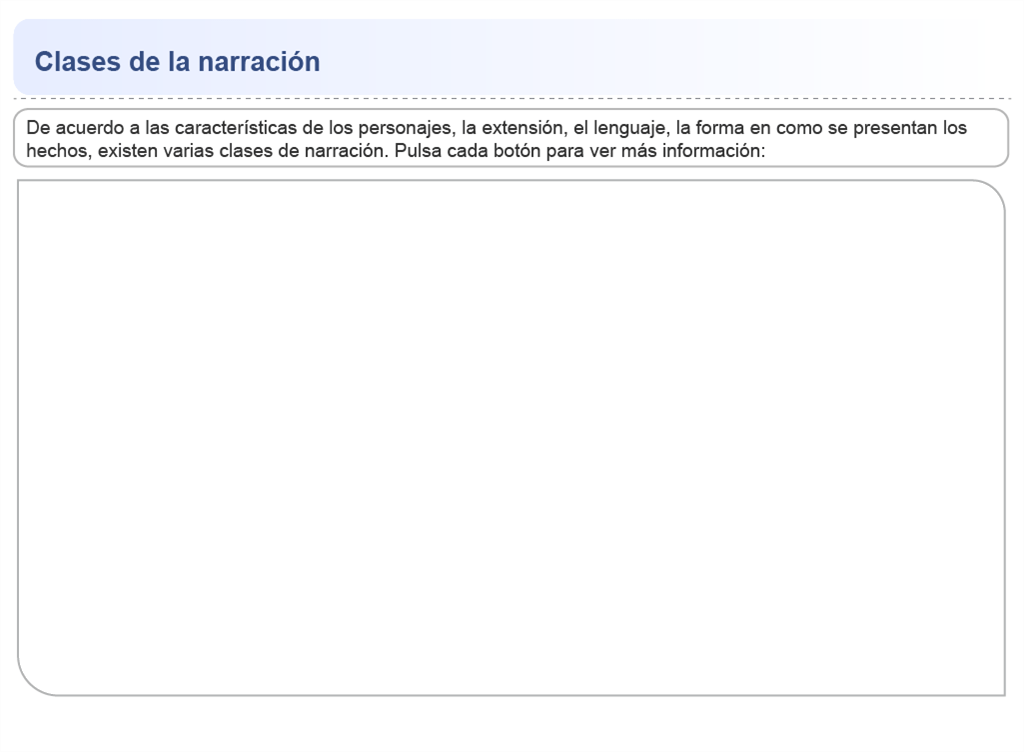 Clases de la narración
De acuerdo a las características de los personajes, la extensión, el lenguaje, la forma en como se presentan los
hechos, existen varias clases de narración. Pulsa cada botón para ver más información: